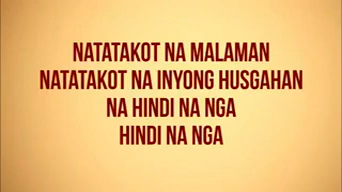 NATATAKOT NA MALAMAN
NATATAKOT NA INYONG HUSGAHAN
NA HINDI NA NGA
HINDI NA NGA